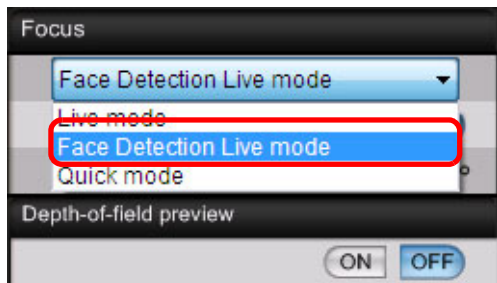 Focus
Face Detection Live mode
Live mode
Face Detection Live mode
Quick mode
Depth-of-field preview
ON OFF